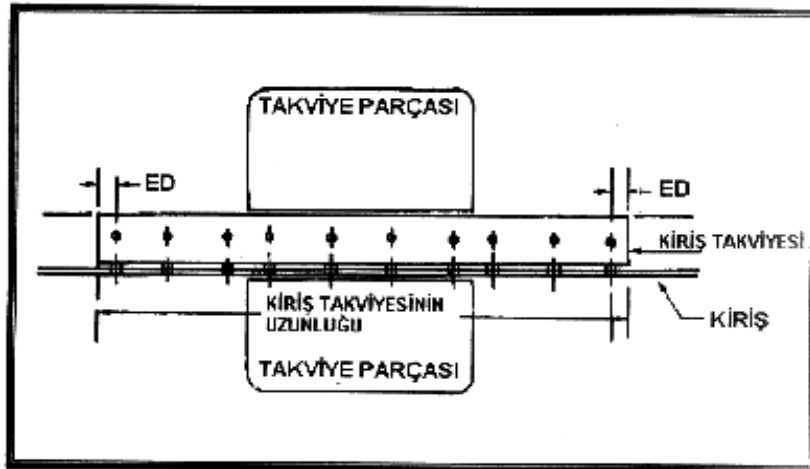 TAKVİYE PARÇASI
ED
ED
KİRİŞ TAKVİYESİ
KİRİŞ TAKVİYESİNİN
UZUNLUĞU
KİRİŞ
TAKVİYE PARÇASI